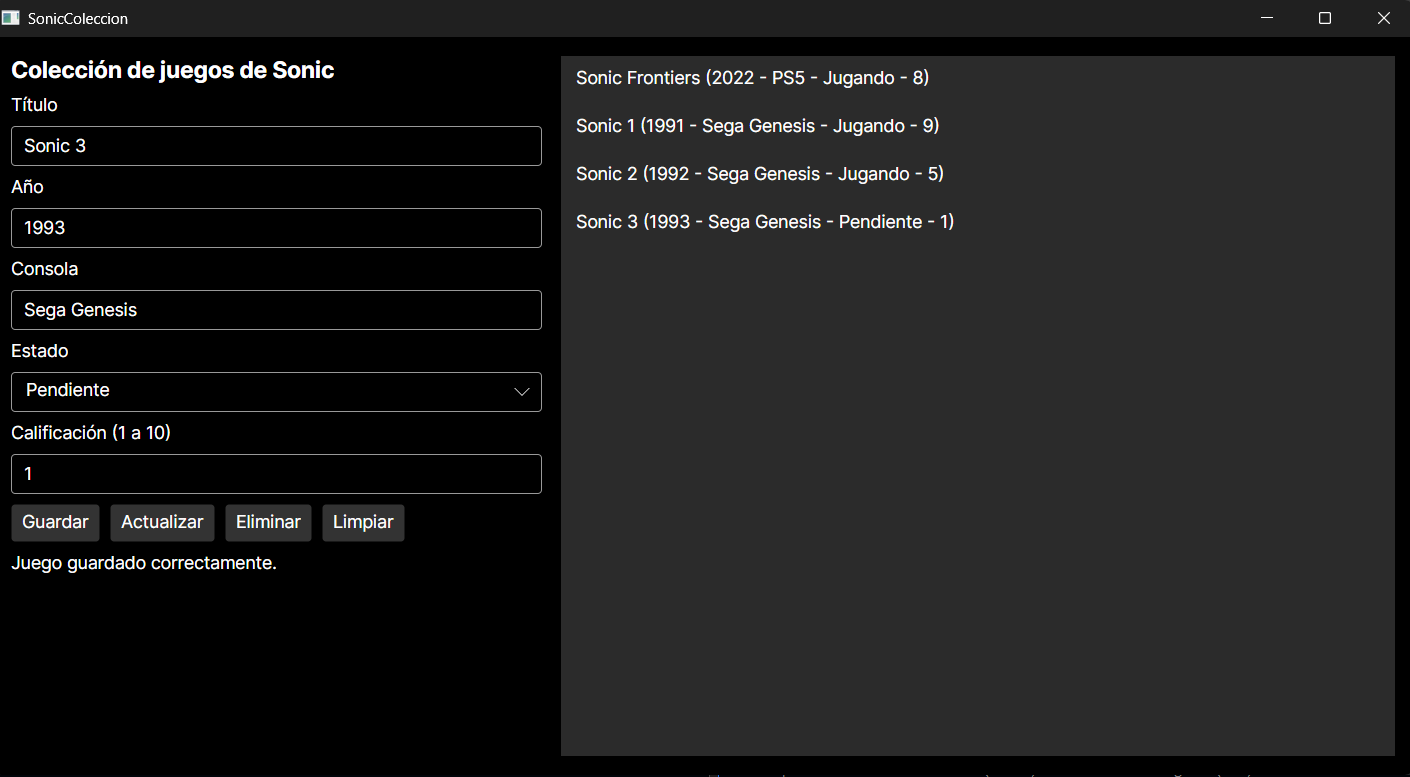 SonicColeccion
Colección de juegos de Sonic
Título
Sonic 3
Año
1993
Consola
Sega Genesis
Estado
Pendiente
Calificación (1 a 10)
1
Guardar Actualizar Eliminar Limpiar
Juego guardado correctamente.
Sonic Frontiers (2022 - PS5 - Jugando - 8)
Sonic 1 (1991 - Sega Genesis - Jugando - 9)
Sonic 2 (1992 - Sega Genesis - Jugando - 5)
Sonic 3 (1993 - Sega Genesis - Pendiente - 1)